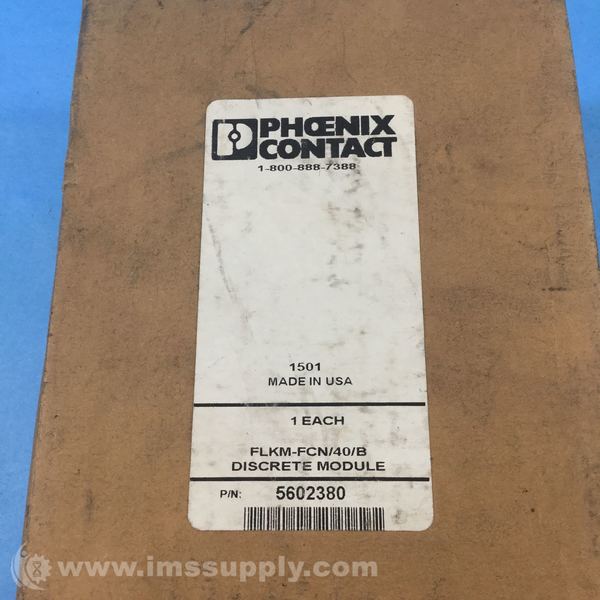 PHŒNIX
CONTACT
1-800-888-7388
1501
MADE IN USA
1 EACH
FLKM-FCN/40/B
DISCRETE MODULE
P/N: 5602380
www.imssupply.com